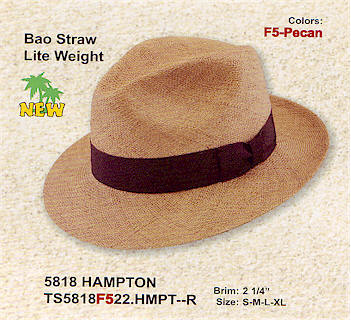 Colors:
F5-Pecan
Bao Straw
Lite Weight
NEW
5818 HAMPTON
TS5818F522.HMPT--R
Brim: 2 1/4"
Size: S-M-L-XL